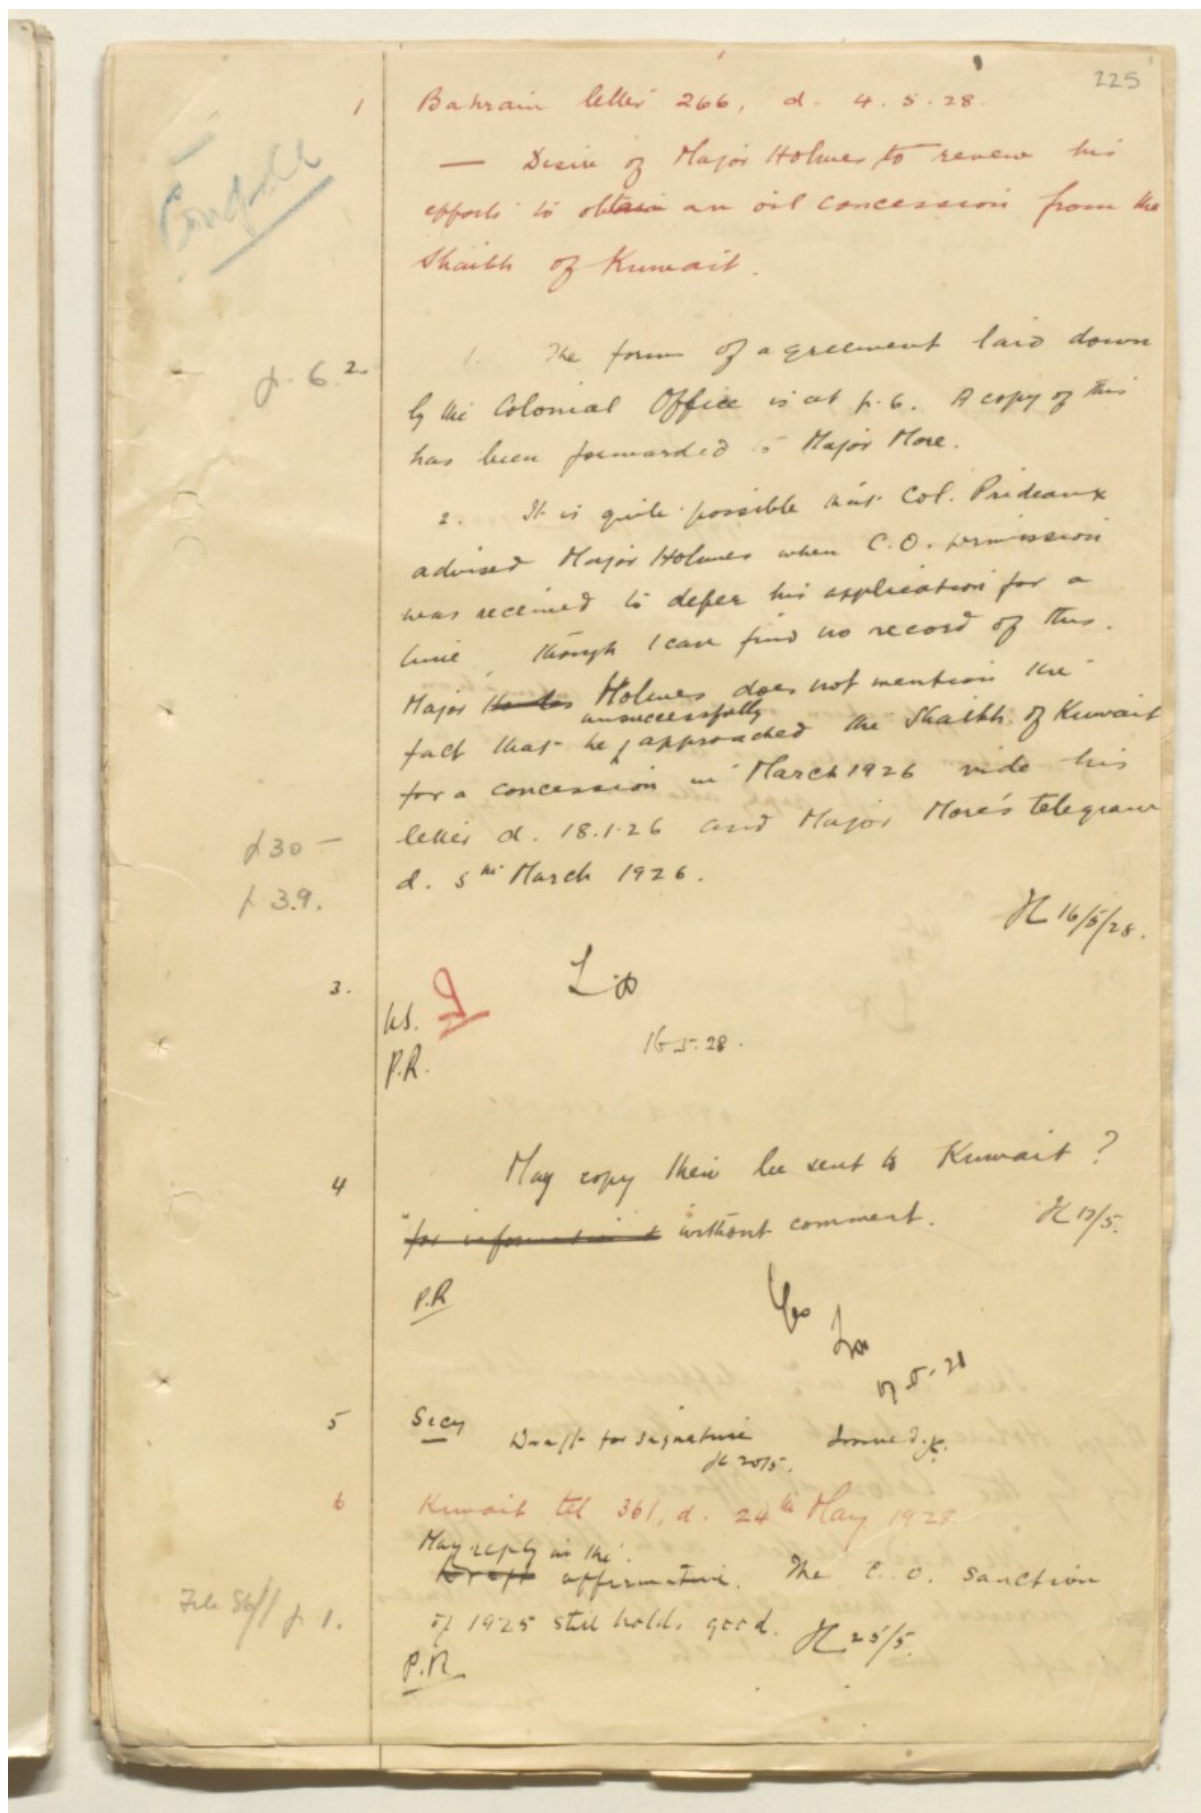 225
1 Bahrain letter 266, d. 4.5.28.
— Desire of Major Holmes to renew his
efforts to obtain an oil concession from the
Shaikh of Kuwait.
p. 6. 2. 1. The form of agreement laid down
by the Colonial Office is at p.6. A copy of this
has been forwarded to Major More.
2. It is quite possible that Col. Prideaux
advised Major Holmes when C.O. permission
was received to defer his application for a
time, though I can find no record of this.
Major Holmes does not mention the
unsuccessfully
fact that he approached the Shaikh of Kuwait
for a concession in March 1926 vide his
p 30 — letter d. 18.1.26 and Major More's telegram
p 39. d. 5th March 1926.
16/5/28.
3.
U.S.
16.5.28.
P.R.
4 May copy then be sent to Kuwait?
"for information &" without comment. 17/5.
P.R
Yes
17-5-28
5 Secy Draft for signature Issued.
20/5.
6 Kuwait tel 361, d. 24th May 1928.
May reply in the
Draft affirmative. The C.O. sanction
File 86/1 p 1. of 1925 still holds good. 25/5.
P.R.